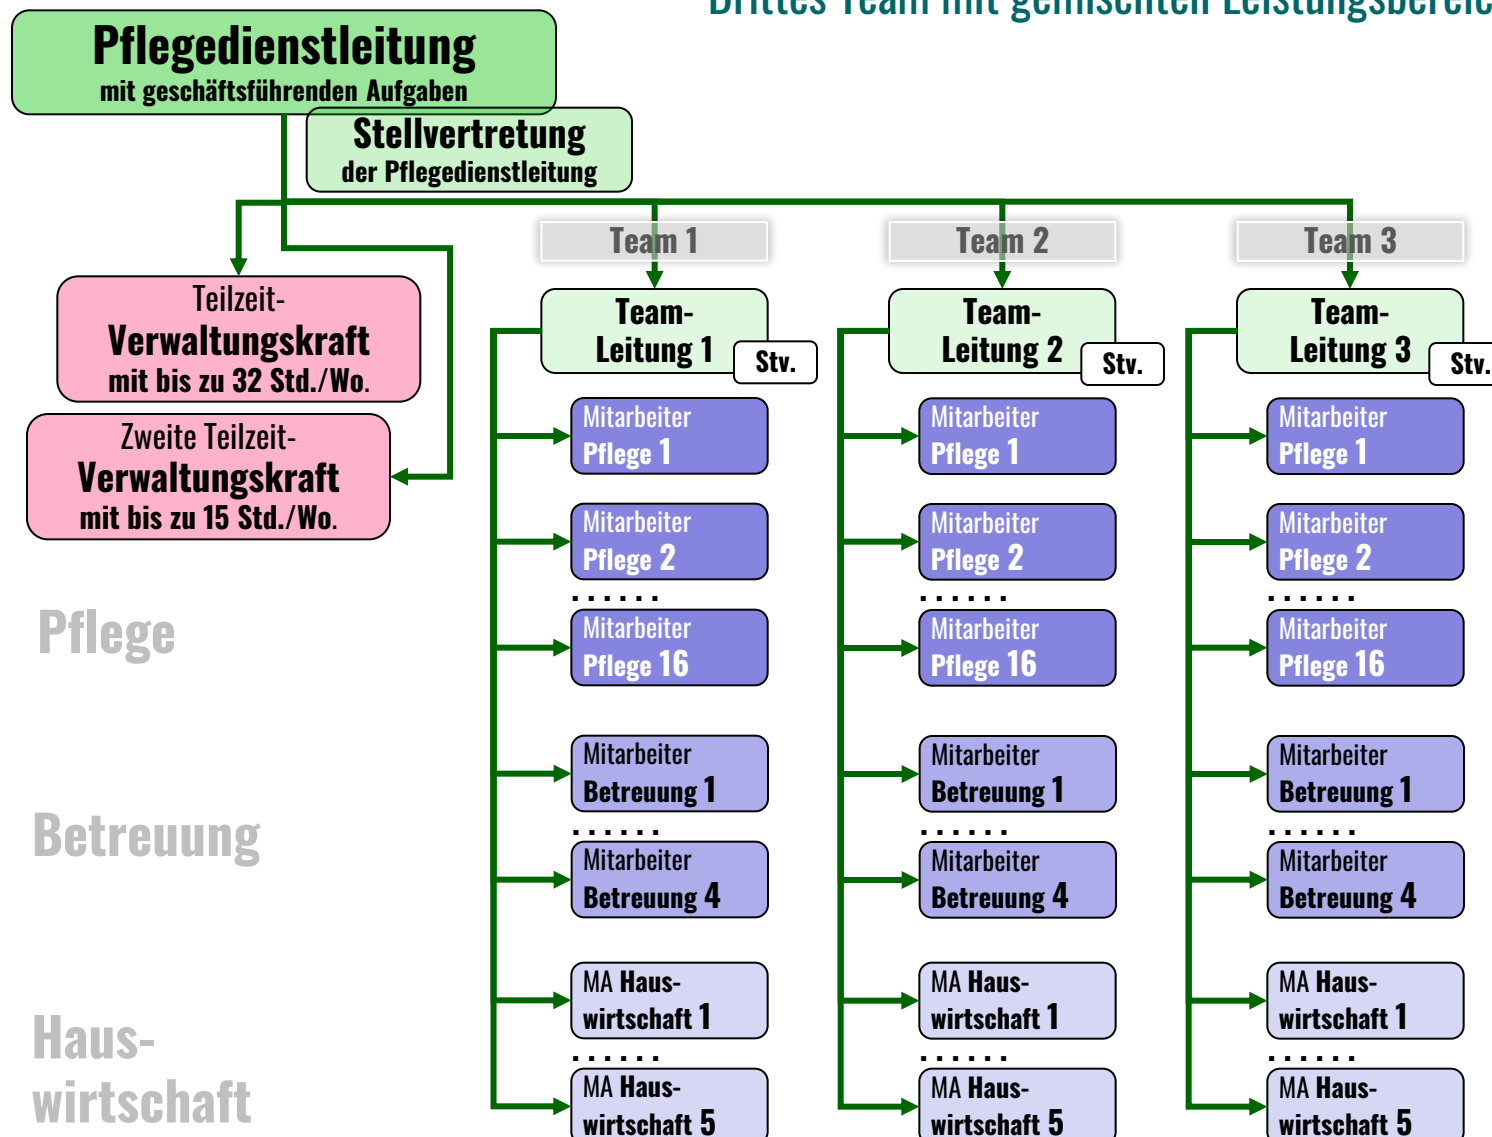 Drittes Team mit gemischten
Pflegedienstleitung
mit geschäftsführenden Aufgaben
Stellvertretung
der Pflegedienstleitung
Teilzeit-
Verwaltungskraft
mit bis zu 32 Std./Wo.
Zweite Teilzeit-
Verwaltungskraft
mit bis zu 15 Std./Wo.
Pflege
Betreuung
Haus-
wirtschaft
Team 1
Team-
Leitung 1
Stv.
Mitarbeiter
Pflege 1
Mitarbeiter
Pflege 2
......
Mitarbeiter
Pflege 16
Mitarbeiter
Betreuung 1
......
Mitarbeiter
Betreuung 4
MA Haus-
wirtschaft 1
......
MA Haus-
wirtschaft 5
Team 2
Team-
Leitung 2
Stv.
Mitarbeiter
Pflege 1
Mitarbeiter
Pflege 2
......
Mitarbeiter
Pflege 16
Mitarbeiter
Betreuung 1
......
Mitarbeiter
Betreuung 4
MA Haus-
wirtschaft 1
......
MA Haus-
wirtschaft 5
Team 3
Team-
Leitung 3
Stv.
Mitarbeiter
Pflege 1
Mitarbeiter
Pflege 2
......
Mitarbeiter
Pflege 16
Mitarbeiter
Betreuung 1
......
Mitarbeiter
Betreuung 4
MA Haus-
wirtschaft 1
......
MA Haus-
wirtschaft 5